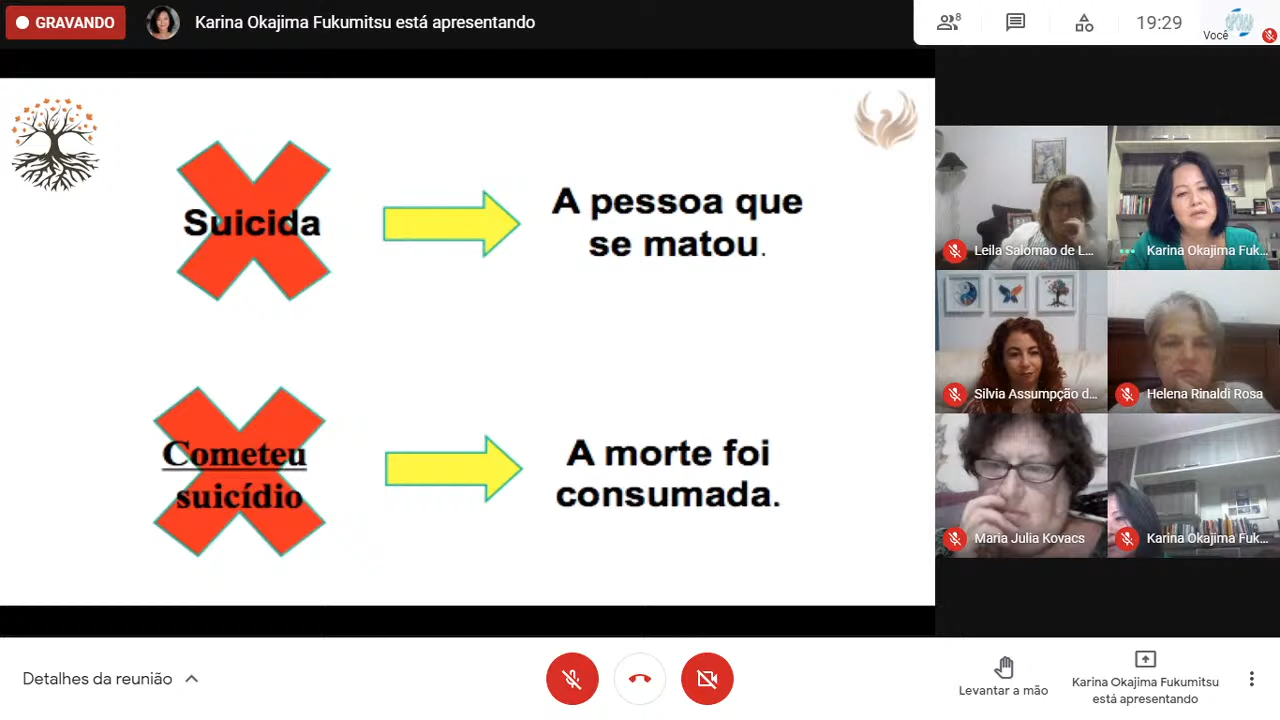 GRAVANDO
Karina Okajima Fukumitsu está apresentando
8
19:29
Você
Suicida
A pessoa que
se matou.
Cometeu
suicídio
A morte foi
consumada.
Leila Salomao de L...
Karina Okajima Fuk...
Silvia Assumpção d...
Helena Rinaldi Rosa
Maria Julia Kovacs
Karina Okajima Fuk...
Detalhes da reunião
Levantar a mão
Karina Okajima Fukumitsu
está apresentando